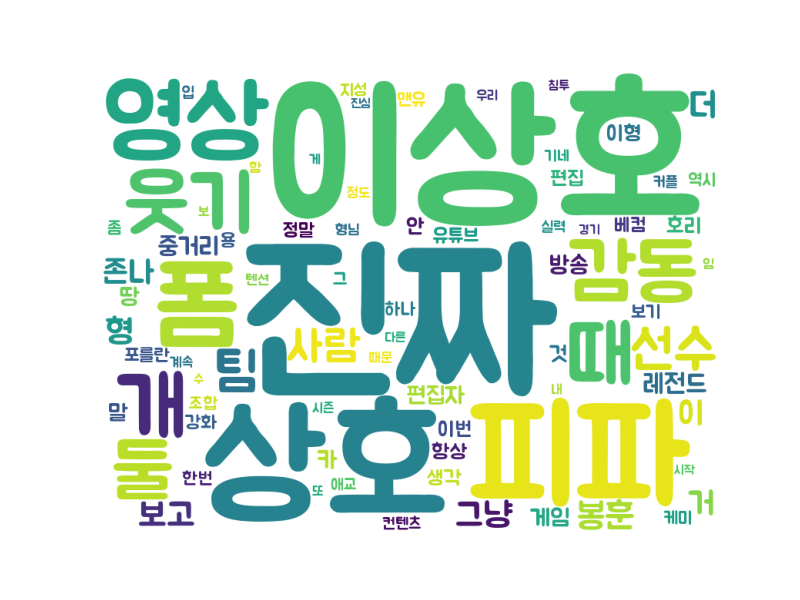 영상 입 이상호 지성 진심 맨유 우리 침투 더
이형
웃기 함 게 기네 편집 커플 역시
좀 보 정도
중거리 용 정말 형님 안 유튜브 실력 경기 베컴 호리
존나 폼 텐션 진짜 그 방송 감동 임
땅 하나 보기
형 사람 다른 때 선수
포를란 계속 팀 때문 것 레전드
개 수 편집자 내
말 조합 강화 상호 시즌 이번 피파 이
둘 카 항상
한번 애교 생각 시작
보고 또 컨텐츠 그냥 게임 봉훈 케미 거